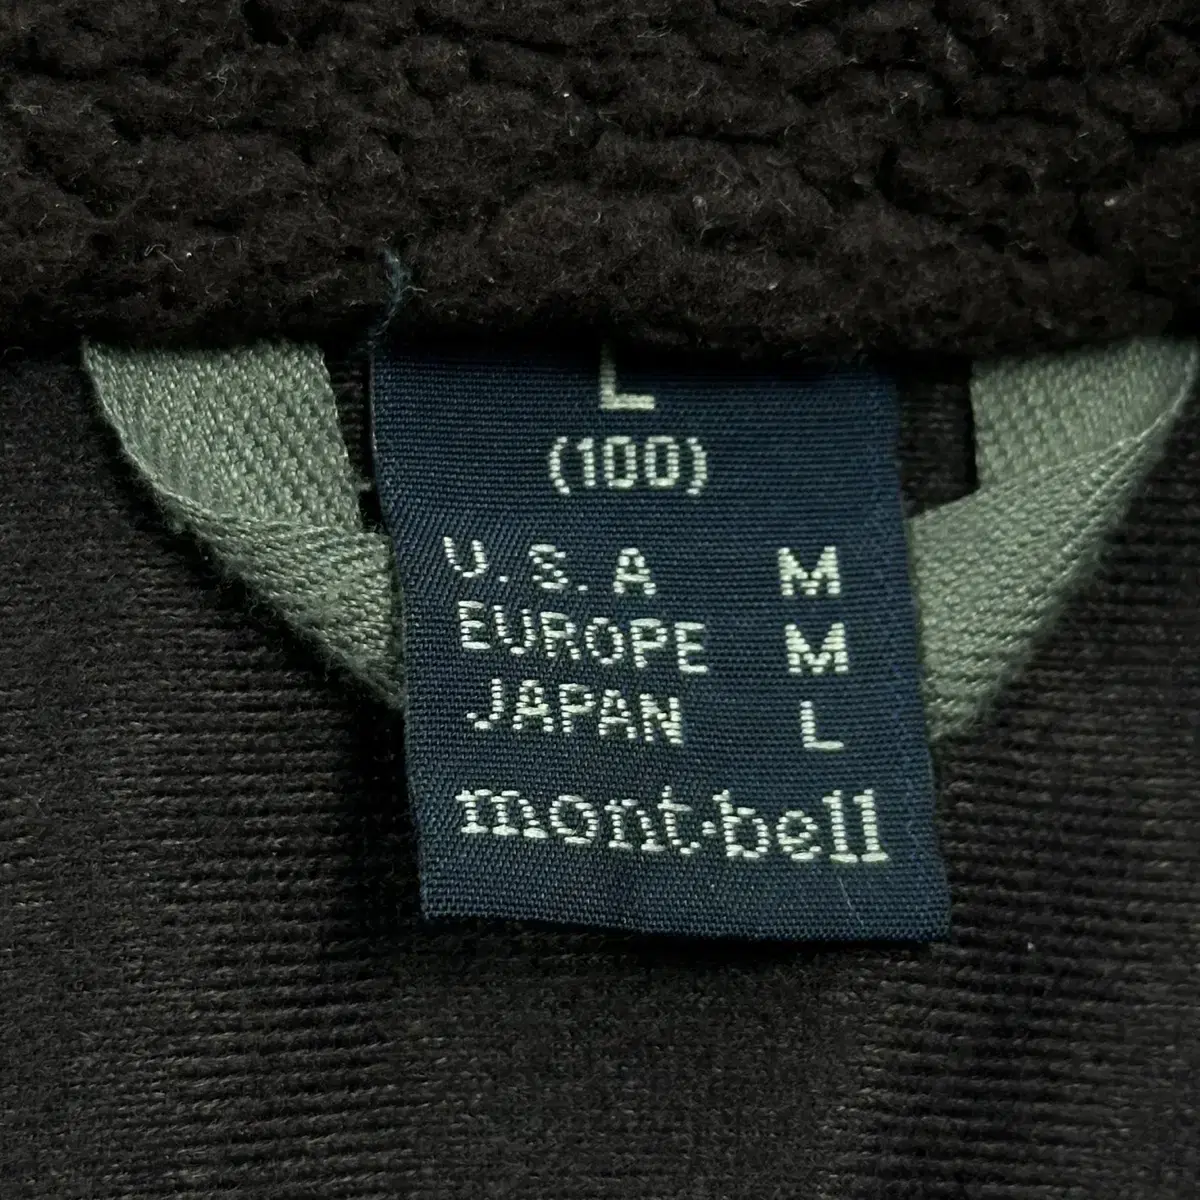 L
(100)
U.S.A M
EUROPE M
JAPAN L
mont-bell